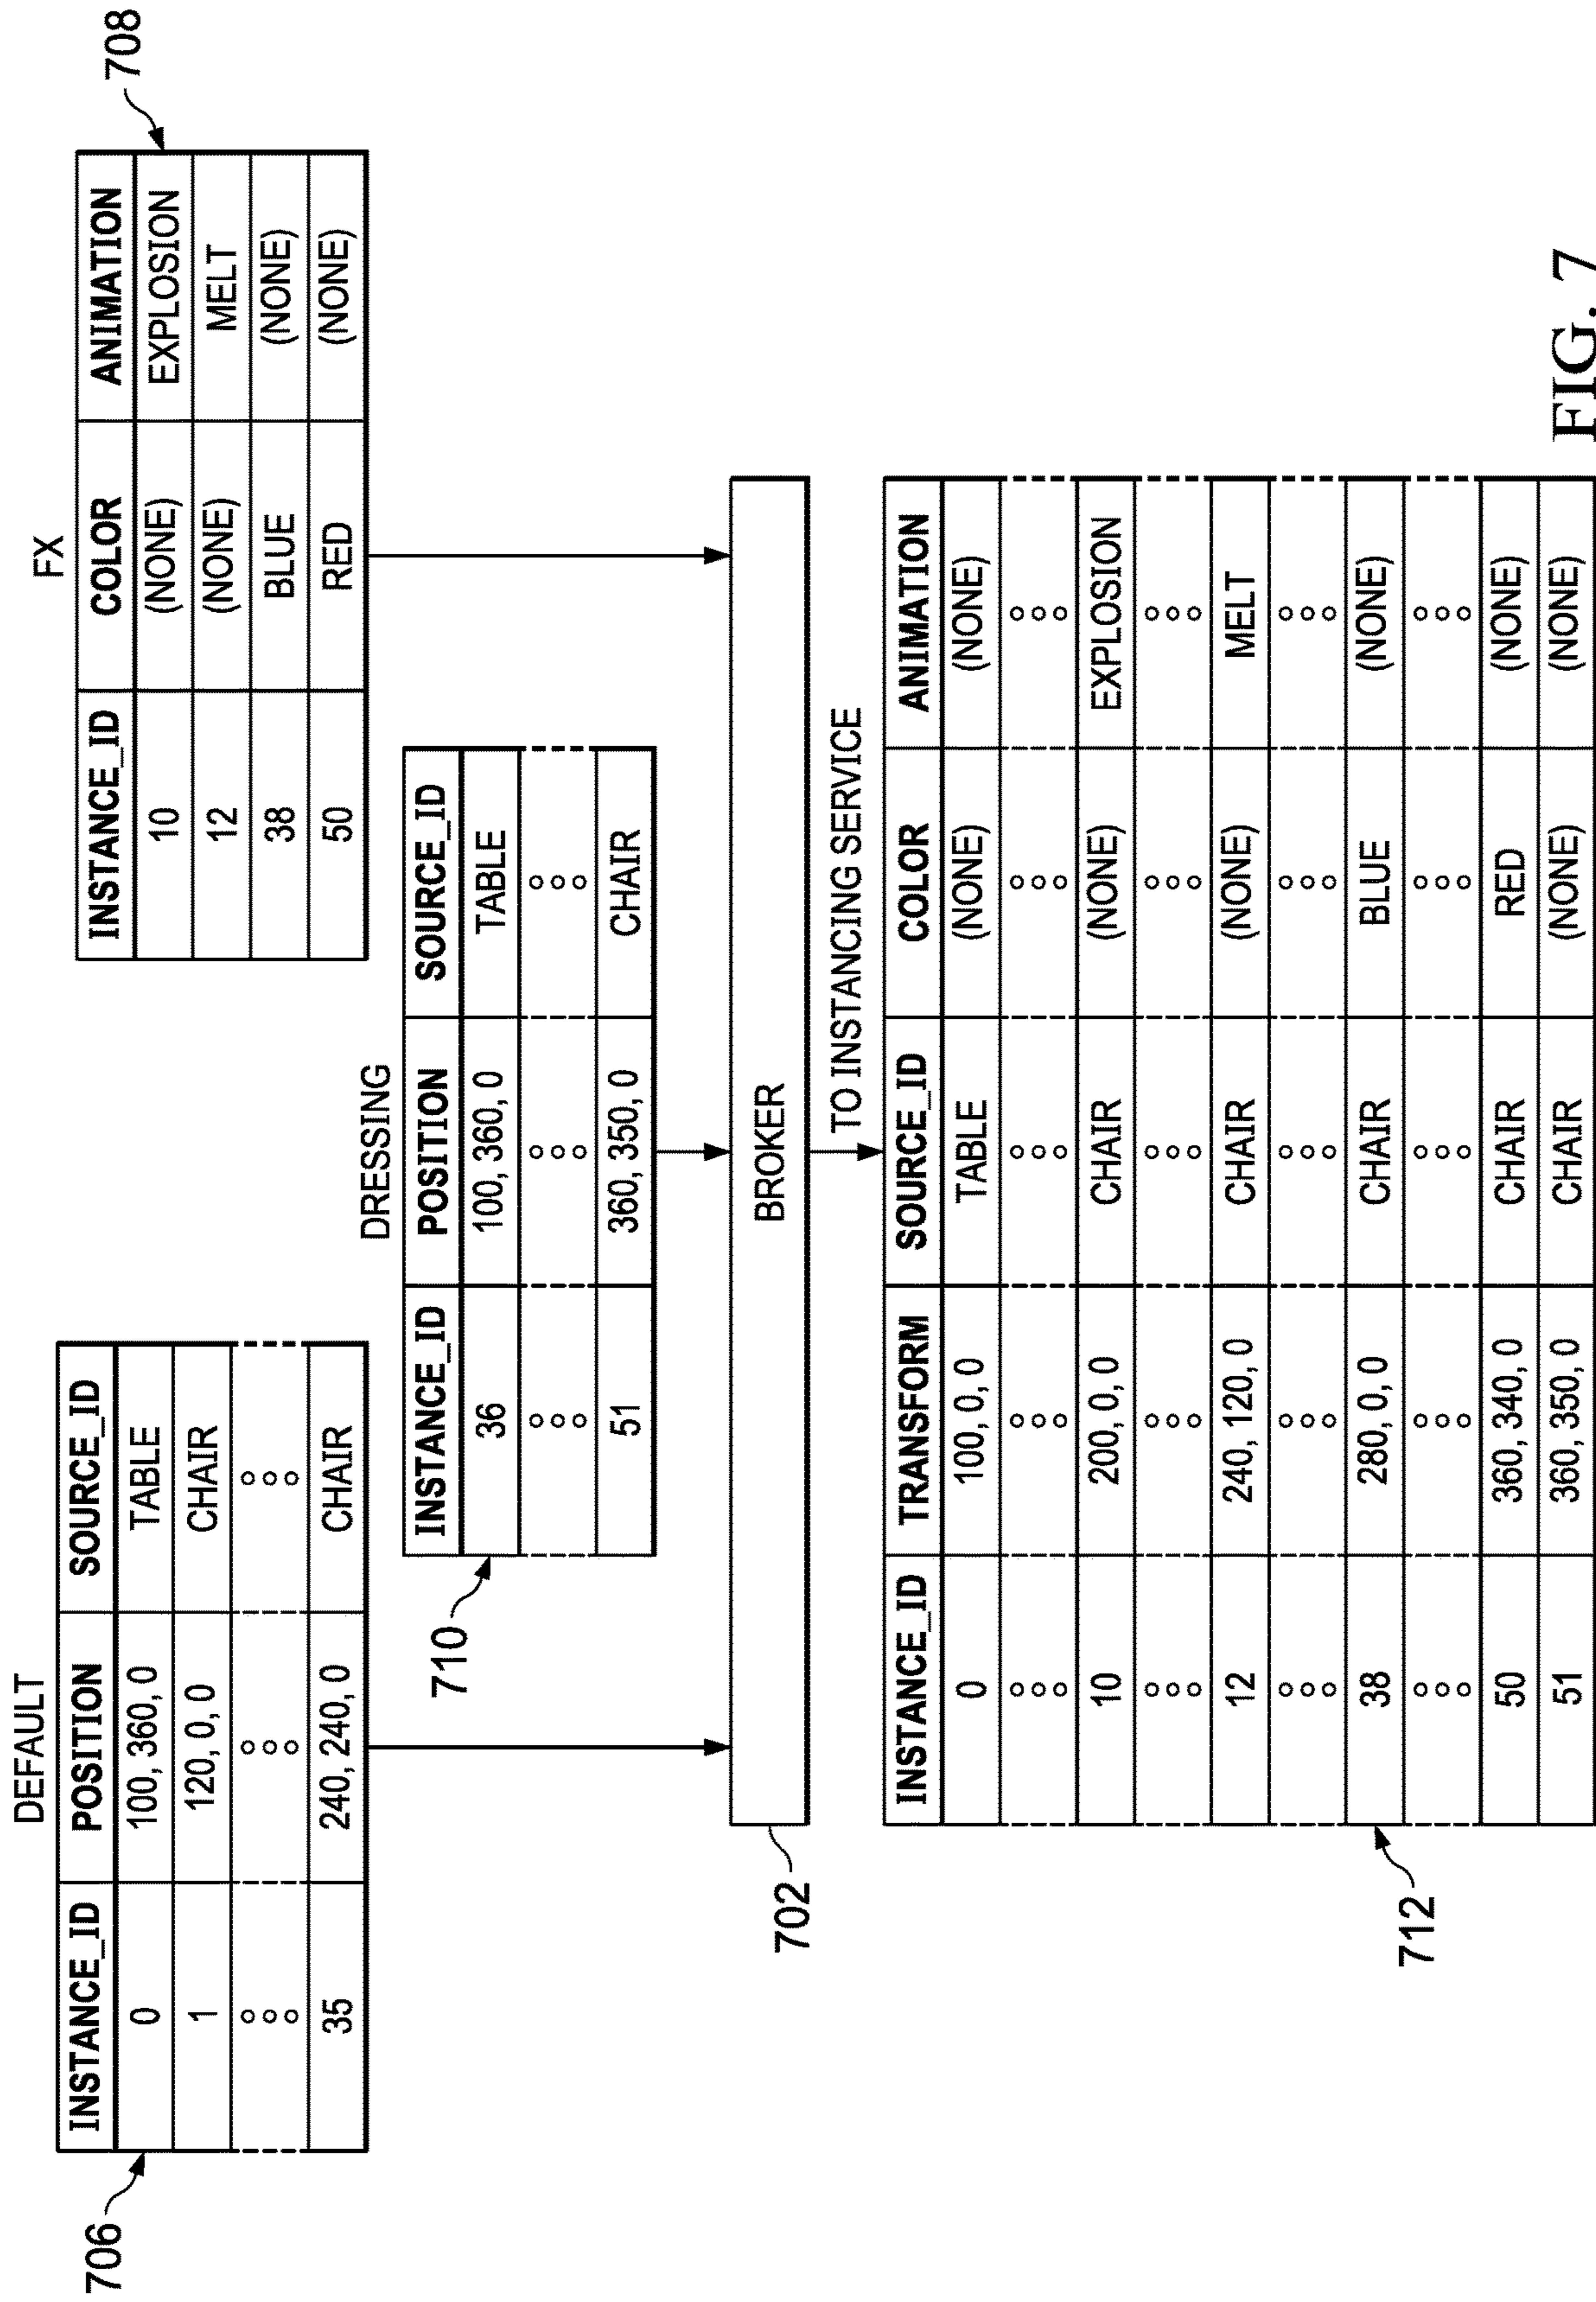 DEFAULT
INSTANCE_ID POSITION SOURCE_ID
0 100, 360, 0 TABLE
1 120, 0, 0 CHAIR
35 240, 240, 0 CHAIR
706
FX
INSTANCE_ID COLOR ANIMATION
10 (NONE) EXPLOSION
12 (NONE) MELT
38 BLUE (NONE)
50 RED (NONE)
708
DRESSING
INSTANCE_ID POSITION SOURCE_ID
36 100, 360, 0 TABLE
51 360, 350, 0 CHAIR
710
BROKER
702
TO INSTANCING SERVICE
INSTANCE_ID TRANSFORM SOURCE_ID COLOR ANIMATION
0 100, 0, 0 TABLE (NONE) (NONE)
10 200, 0, 0 CHAIR (NONE) EXPLOSION
12 240, 120, 0 CHAIR (NONE) MELT
38 280, 0, 0 CHAIR BLUE (NONE)
50 360, 340, 0 CHAIR RED (NONE)
51 360, 350, 0 CHAIR (NONE) (NONE)
712
FIG. 7